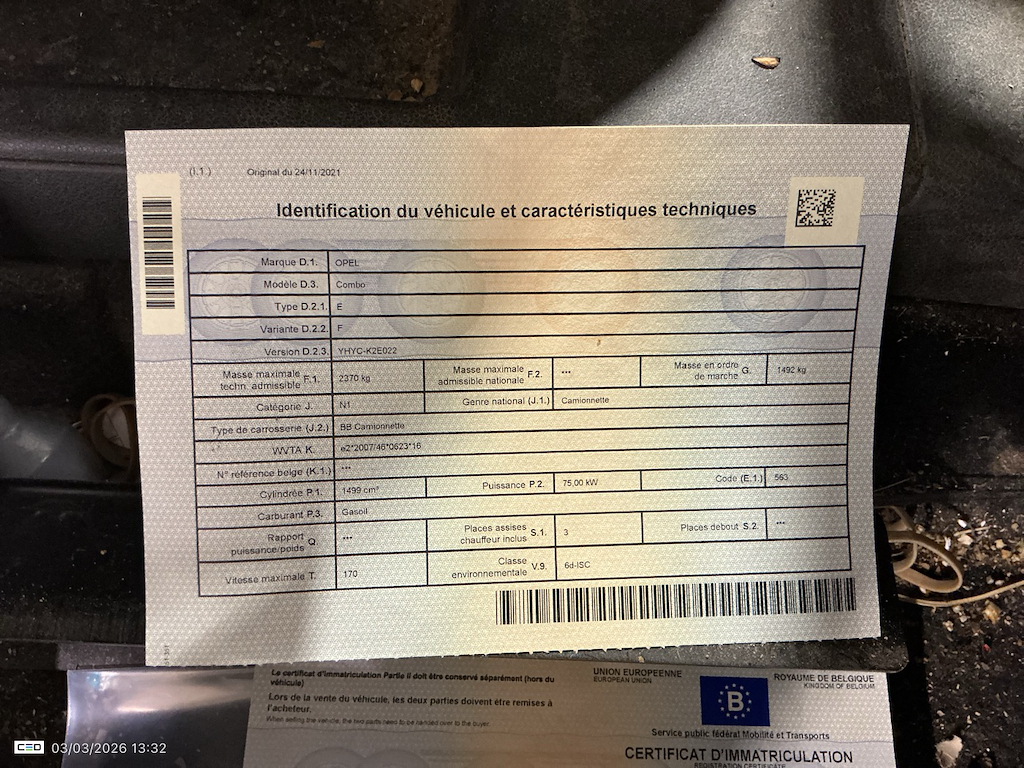 (I.1.) Original du 24/11/2021
Identification du véhicule et caractéristiques techniques
Marque D.1. OPEL
Modèle D.3. Combo
Type D.2.1. E
Variante D.2.2. F
Version D.2.3. YHYC-K2E022
Masse maximale techn. admissible F.1. 2370 kg Masse maximale admissible nationale F.2. *** Masse en ordre de marche G. 1492 kg
Catégorie J. N1 Genre national (J.1.) Camionnette
Type de carrosserie (J.2.) BB Camionnette
WVTA K. e2*2007/46*0623*16
N° référence belge (K.1.) ***
Cylindrée P.1. 1499 cm³ Puissance P.2. 75,00 kW Code (E.1.) 563
Carburant P.3. Gasoil
Rapport puissance/poids Q. *** Places assises chauffeur inclus S.1. 3 Places debout S.2. ***
Vitesse maximale T. 170 Classe environnementale V.9. 6d-ISC
Le certificat d'immatriculation Partie II doit être conservé séparément (hors du
véhicule)
Lors de la vente du véhicule, les deux parties doivent être remises à
l'acheteur.
When selling the vehicle, the two parts need to be handed over to the buyer.
UNION EUROPEENNE
EUROPEAN UNION
B
ROYAUME DE BELGIQUE
KINGDOM OF BELGIUM
Service public fédéral Mobilité et Transports
CERTIFICAT D'IMMATRICULATION
REGISTRATION CERTIFICATE
CEO 03/03/2026 13:32